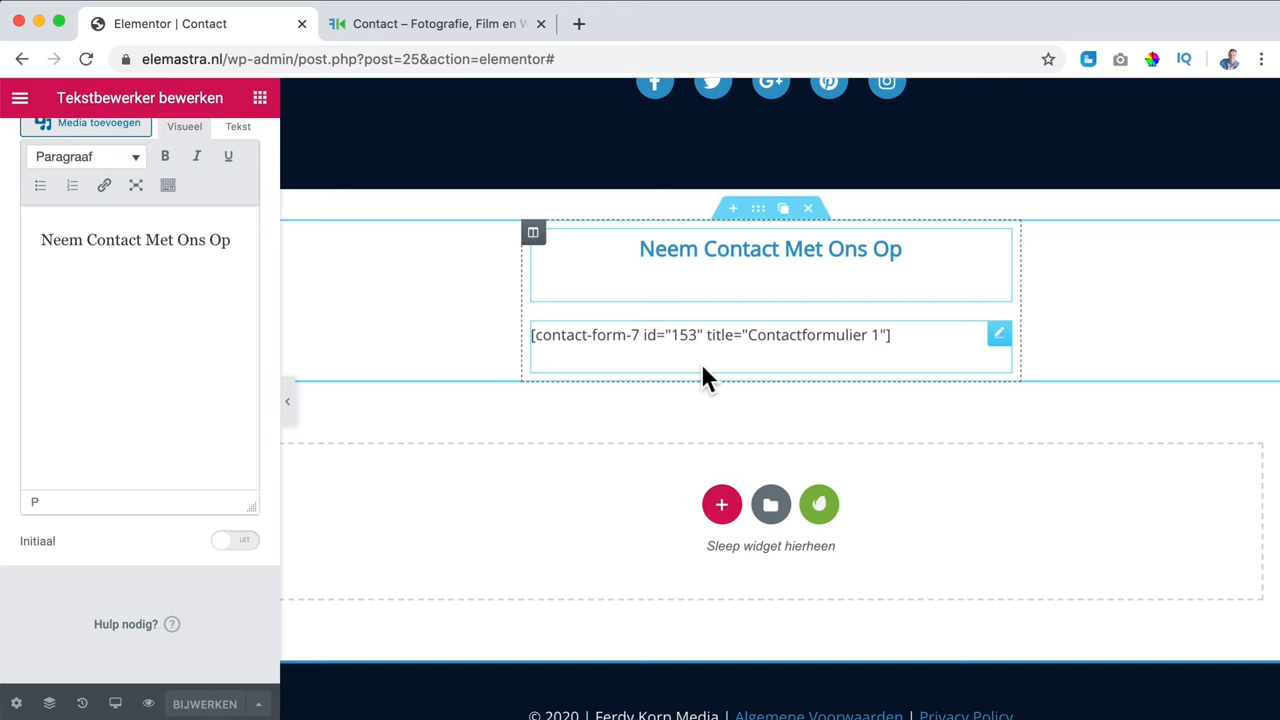 Elementor | Contact
Contact – Fotografie, Film en
elemastra.nl/wp-admin/post.php?post=25&action=elementor#
IQ
Tekstbewerker bewerken
Media toevoegen
Visueel
Tekst
Paragraaf
B
I
U
Neem Contact Met Ons Op
P
Initiaal
UIT
Hulp nodig?
BIJWERKEN
G+
Neem Contact Met Ons Op
[contact-form-7 id="153" title="Contactformulier 1"]
Sleep widget hierheen
© 2020 | Ferdy Korp Media | Algemene Voorwaarden | Privacy Policy